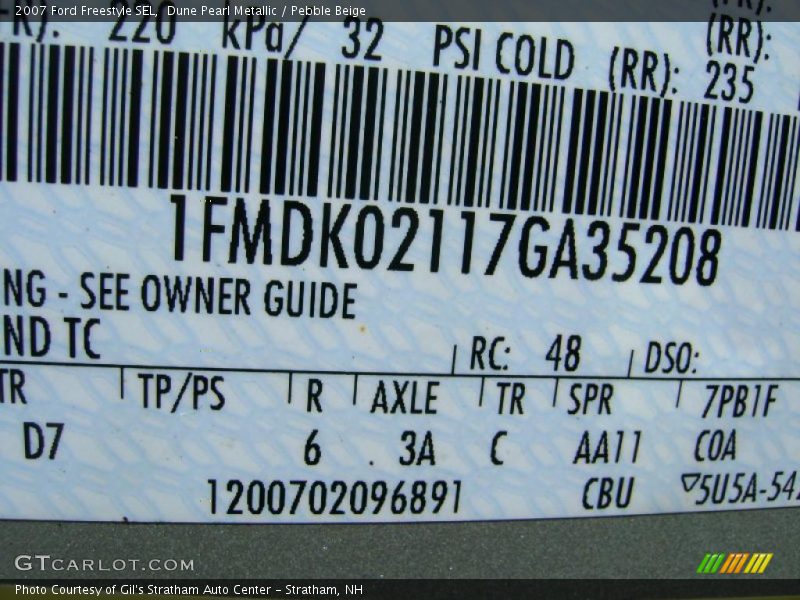 2007 Ford Freestyle SEL, Dune Pearl Metallic / Pebble Beige
220 kPa/ 32 PSI COLD (RR): 235
(RR):
1FMDK02117GA35208
NG - SEE OWNER GUIDE
ND TC
RC: 48 DSO:
TR TP/PS R AXLE TR SPR 7PB1F
D7 6 . 3A C AA11 COA
1200702096891 CBU ▽5U5A-54
GTCARLOT.COM
Photo Courtesy of Gil's Stratham Auto Center - Stratham, NH